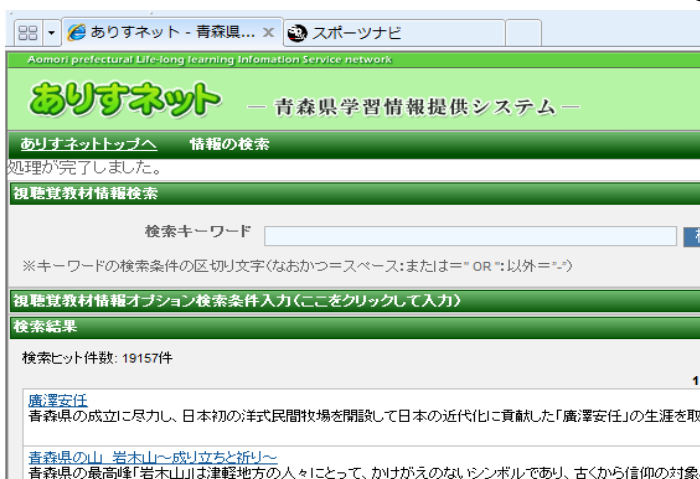 ありすネット - 青森県... ×
スポーツナビ
Aomori prefectural Life-long learning Infomation Service network
ありすネット ― 青森県学習情報提供システム ―
ありすネットトップへ 情報の検索
処理が完了しました。
視聴覚教材情報検索
検索キーワード
※キーワードの検索条件の区切り文字(なおかつ=スペース:または=" OR ":以外="-")
視聴覚教材情報オプション検索条件入力(ここをクリックして入力)
検索結果
検索ヒット件数: 19157件
1
廣澤安任
青森県の成立に尽力し、日本初の洋式民間牧場を開設して日本の近代化に貢献した「廣澤安任」の生涯を取
青森県の山 岩木山～成り立ちと祈り～
青森県の最高峰「岩木山」は津軽地方の人々にとって、かけがえのないシンボルであり、古くから信仰の対象